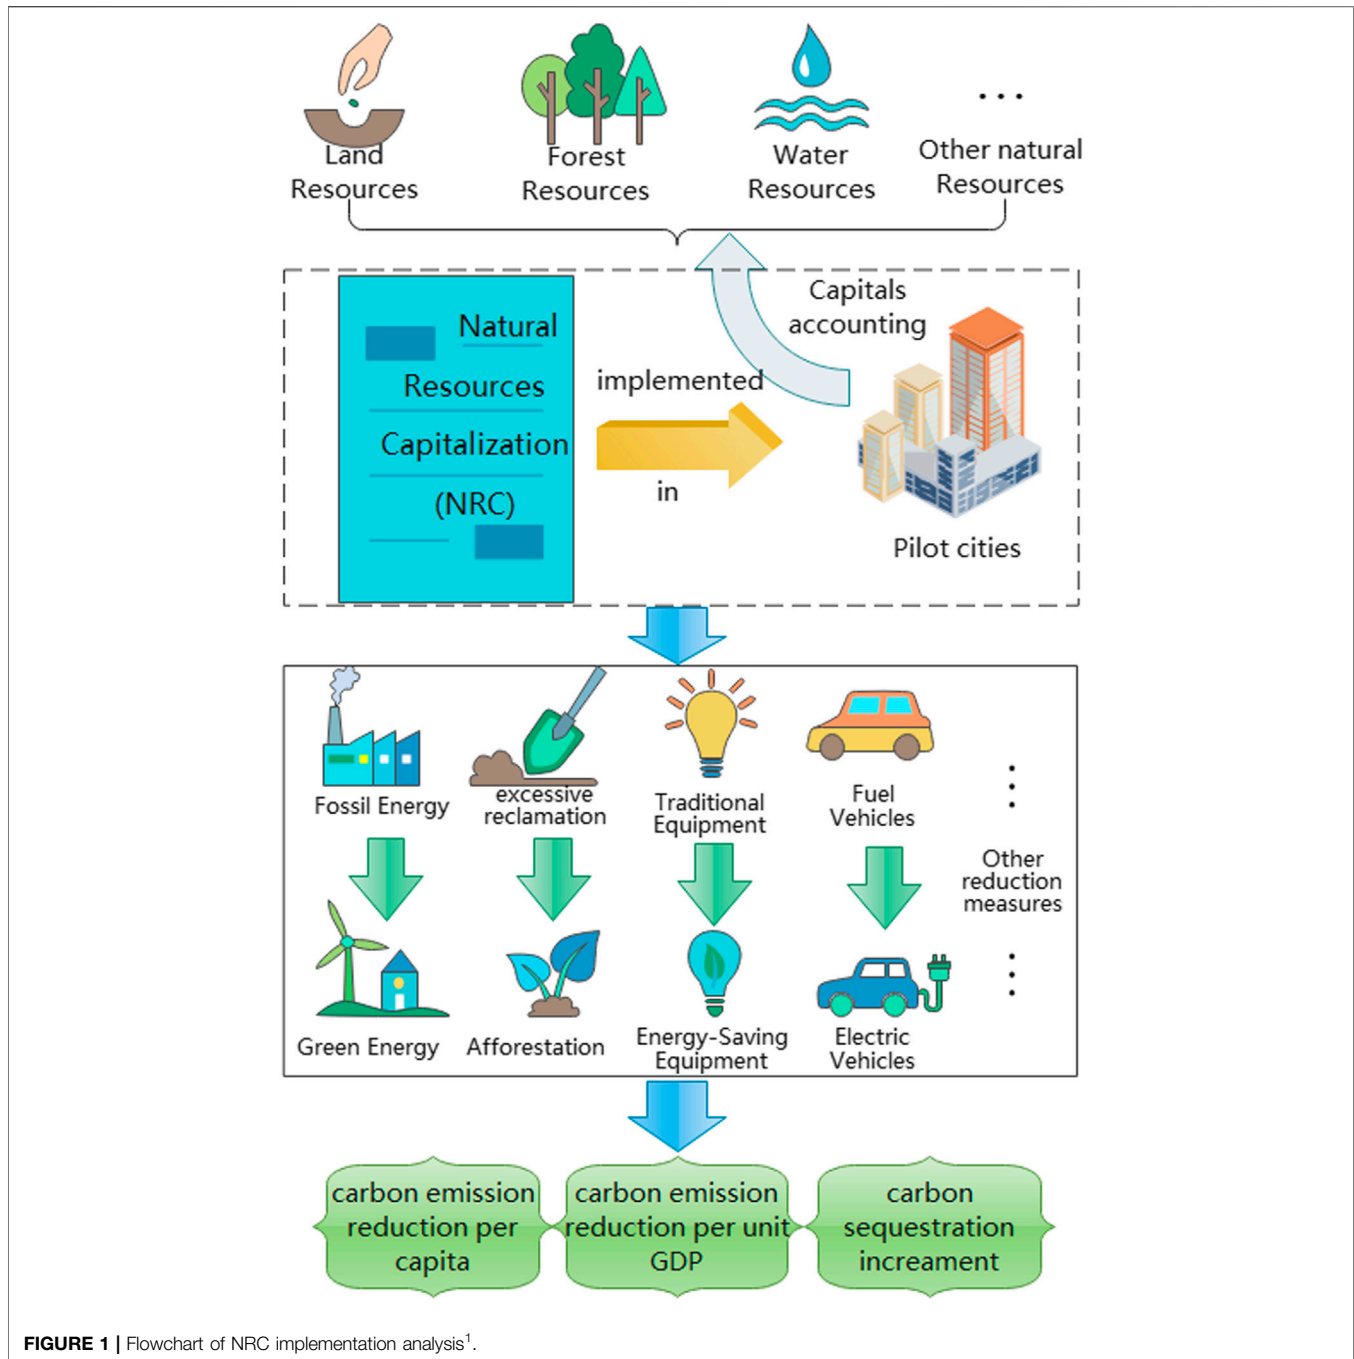 Land
Resources
Forest
Resources
Water
Resources
...
Other natural
Resources
Natural
Resources
Capitalization
(NRC)
implemented
in
Capitals
accounting
Pilot cities
Fossil Energy
excessive
reclamation
Traditional
Equipment
Fuel
Vehicles
Other
reduction
measures
Green Energy
Afforestation
Energy-Saving
Equipment
Electric
Vehicles
carbon emission
reduction per
capita
carbon emission
reduction per unit
GDP
carbon
sequestration
increament
FIGURE 1 | Flowchart of NRC implementation analysis¹.